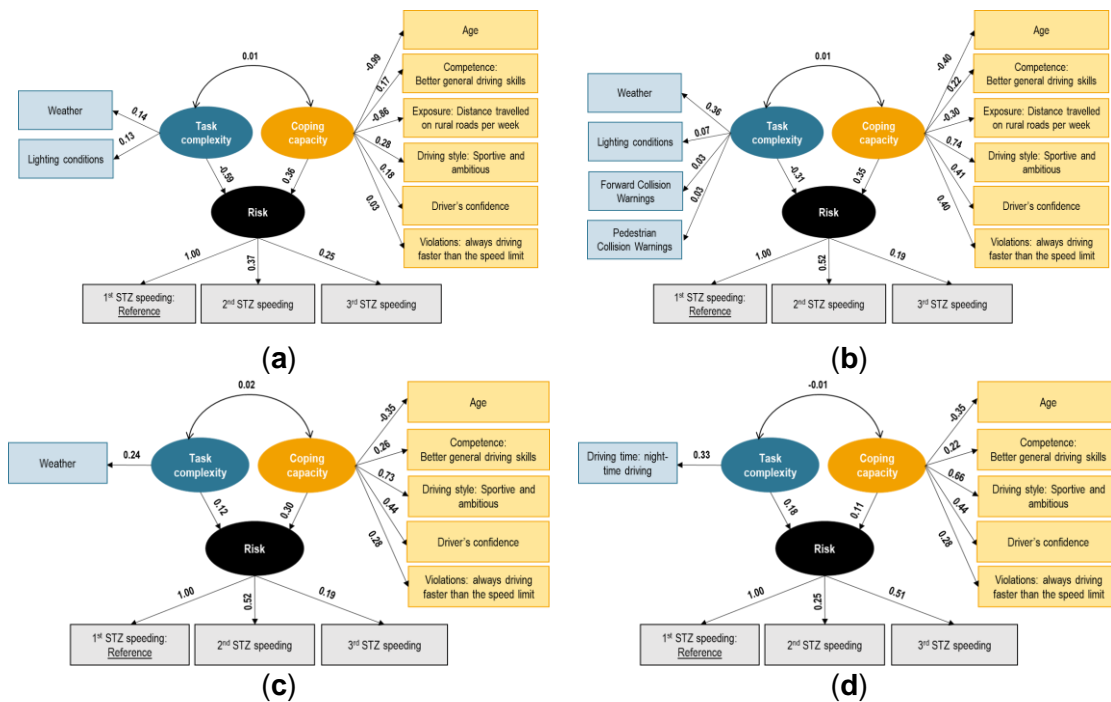 0.01
Age
-0.99
Competence:
Better general driving skills
0.17
Weather
0.14
Task
complexity
Coping
capacity
-0.86
Exposure: Distance travelled
on rural roads per week
Lighting conditions
0.13
0.28
Driving style: Sportive and
ambitious
0.18
-0.59
0.36
Driver's confidence
0.03
Risk
Violations: always driving
faster than the speed limit
1.00
0.37
0.25
1st STZ speeding:
Reference
2nd STZ speeding
3rd STZ speeding
(a)
0.01
Age
-0.40
Competence:
Better general driving skills
0.22
Weather
0.36
Task
complexity
Coping
capacity
-0.30
Exposure: Distance travelled
on rural roads per week
Lighting conditions
0.07
0.74
Driving style: Sportive and
ambitious
0.03
0.41
Forward Collision
Warnings
0.03
-0.31
0.35
Driver's confidence
0.40
Pedestrian
Collision Warnings
Risk
Violations: always driving
faster than the speed limit
1.00
0.52
0.19
1st STZ speeding:
Reference
2nd STZ speeding
3rd STZ speeding
(b)
0.02
Age
-0.35
Competence:
Better general driving skills
0.26
Weather
0.24
Task
complexity
Coping
capacity
0.73
Driving style: Sportive and
ambitious
0.44
0.12
0.30
Driver's confidence
0.28
Risk
Violations: always driving
faster than the speed limit
1.00
0.52
0.19
1st STZ speeding:
Reference
2nd STZ speeding
3rd STZ speeding
(c)
-0.01
Age
-0.35
Competence:
Better general driving skills
0.22
Driving time: night-
time driving
0.33
Task
complexity
Coping
capacity
0.66
Driving style: Sportive and
ambitious
0.44
0.18
0.11
Driver's confidence
0.28
Risk
Violations: always driving
faster than the speed limit
1.00
0.25
0.51
1st STZ speeding:
Reference
2nd STZ speeding
3rd STZ speeding
(d)